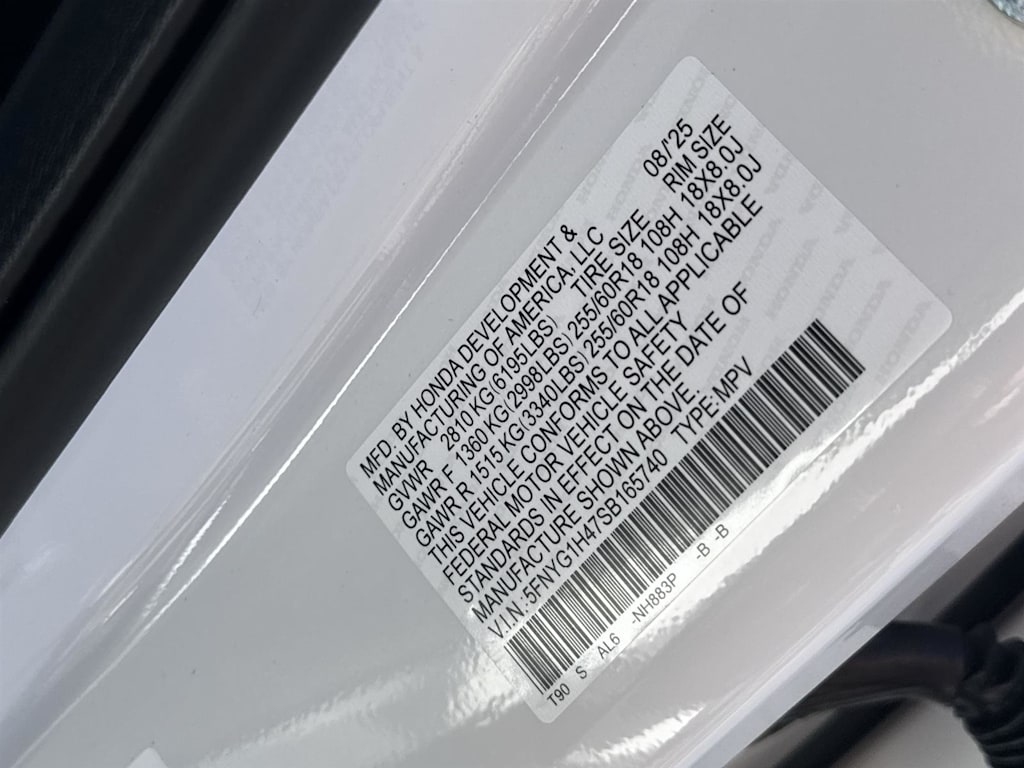 MFD. BY HONDA DEVELOPMENT &
MANUFACTURING OF AMERICA, LLC 08/25
GVWR 2810 KG(6195LBS) TIRE SIZE RIM SIZE
GAWR F 1360 KG(2998LBS) 255/60R18 108H 18X8.0J
GAWR R 1515 KG(3340LBS) 255/60R18 108H 18X8.0J
THIS VEHICLE CONFORMS TO ALL APPLICABLE
FEDERAL MOTOR VEHICLE SAFETY
STANDARDS IN EFFECT ON THE DATE OF
MANUFACTURE SHOWN ABOVE.
V.I.N.:5FNYG1H47SB165740 TYPE:MPV
T90 S AL6 -NH883P -B -B